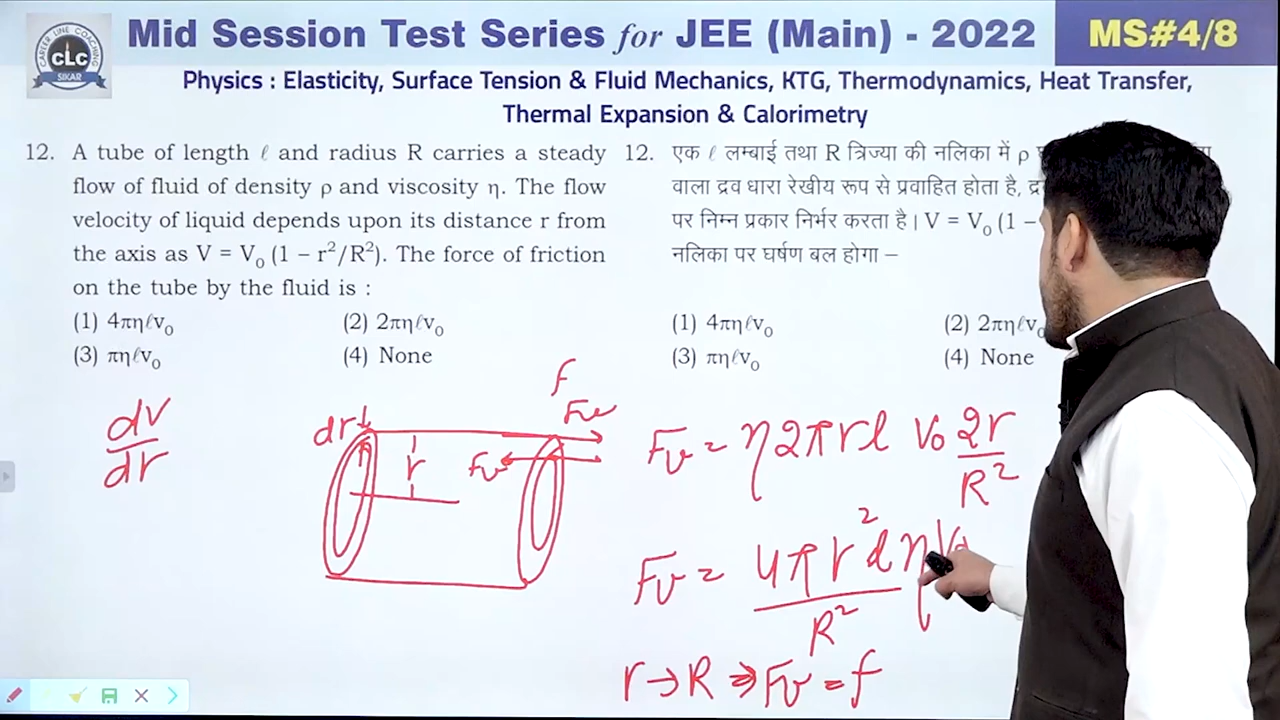 Mid Session Test Series for JEE (Main) - 2022
MS#4/8
CAREER LINE COACHING
CLC
SIKAR
Physics : Elasticity, Surface Tension & Fluid Mechanics, KTG, Thermodynamics, Heat Transfer,
Thermal Expansion & Calorimetry
12. A tube of length ℓ and radius R carries a steady
flow of fluid of density ρ and viscosity η. The flow
velocity of liquid depends upon its distance r from
the axis as V = V₀ (1 – r²/R²). The force of friction
on the tube by the fluid is :
(1) 4πηℓv₀ (2) 2πηℓv₀
(3) πηℓv₀ (4) None
12. एक ℓ लम्बाई तथा R त्रिज्या की नलिका में ρ
वाला द्रव धारा रेखीय रूप से प्रवाहित होता है,
पर निम्न प्रकार निर्भर करता है। V = V₀ (1 –
नलिका पर घर्षण बल होगा –
(1) 4πηℓv₀ (2) 2πηℓv₀
(3) πηℓv₀ (4) None
dv/dr
dr
r
f
Fv
Fv
Fv = η2πrl v₀ 2r/R²
Fv = 4πr²lηV₀/R²
r → R ⇒ Fv = f